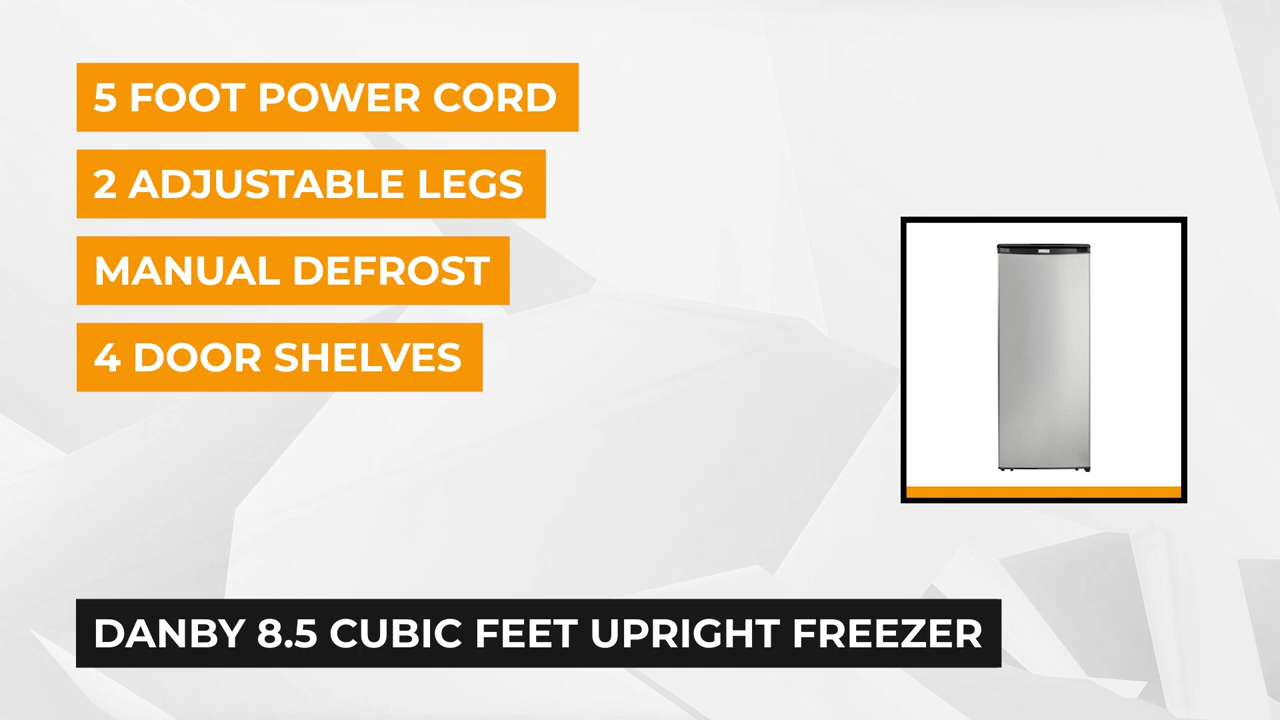 5 FOOT POWER CORD
2 ADJUSTABLE LEGS
MANUAL DEFROST
4 DOOR SHELVES
DANBY 8.5 CUBIC FEET UPRIGHT FREEZER